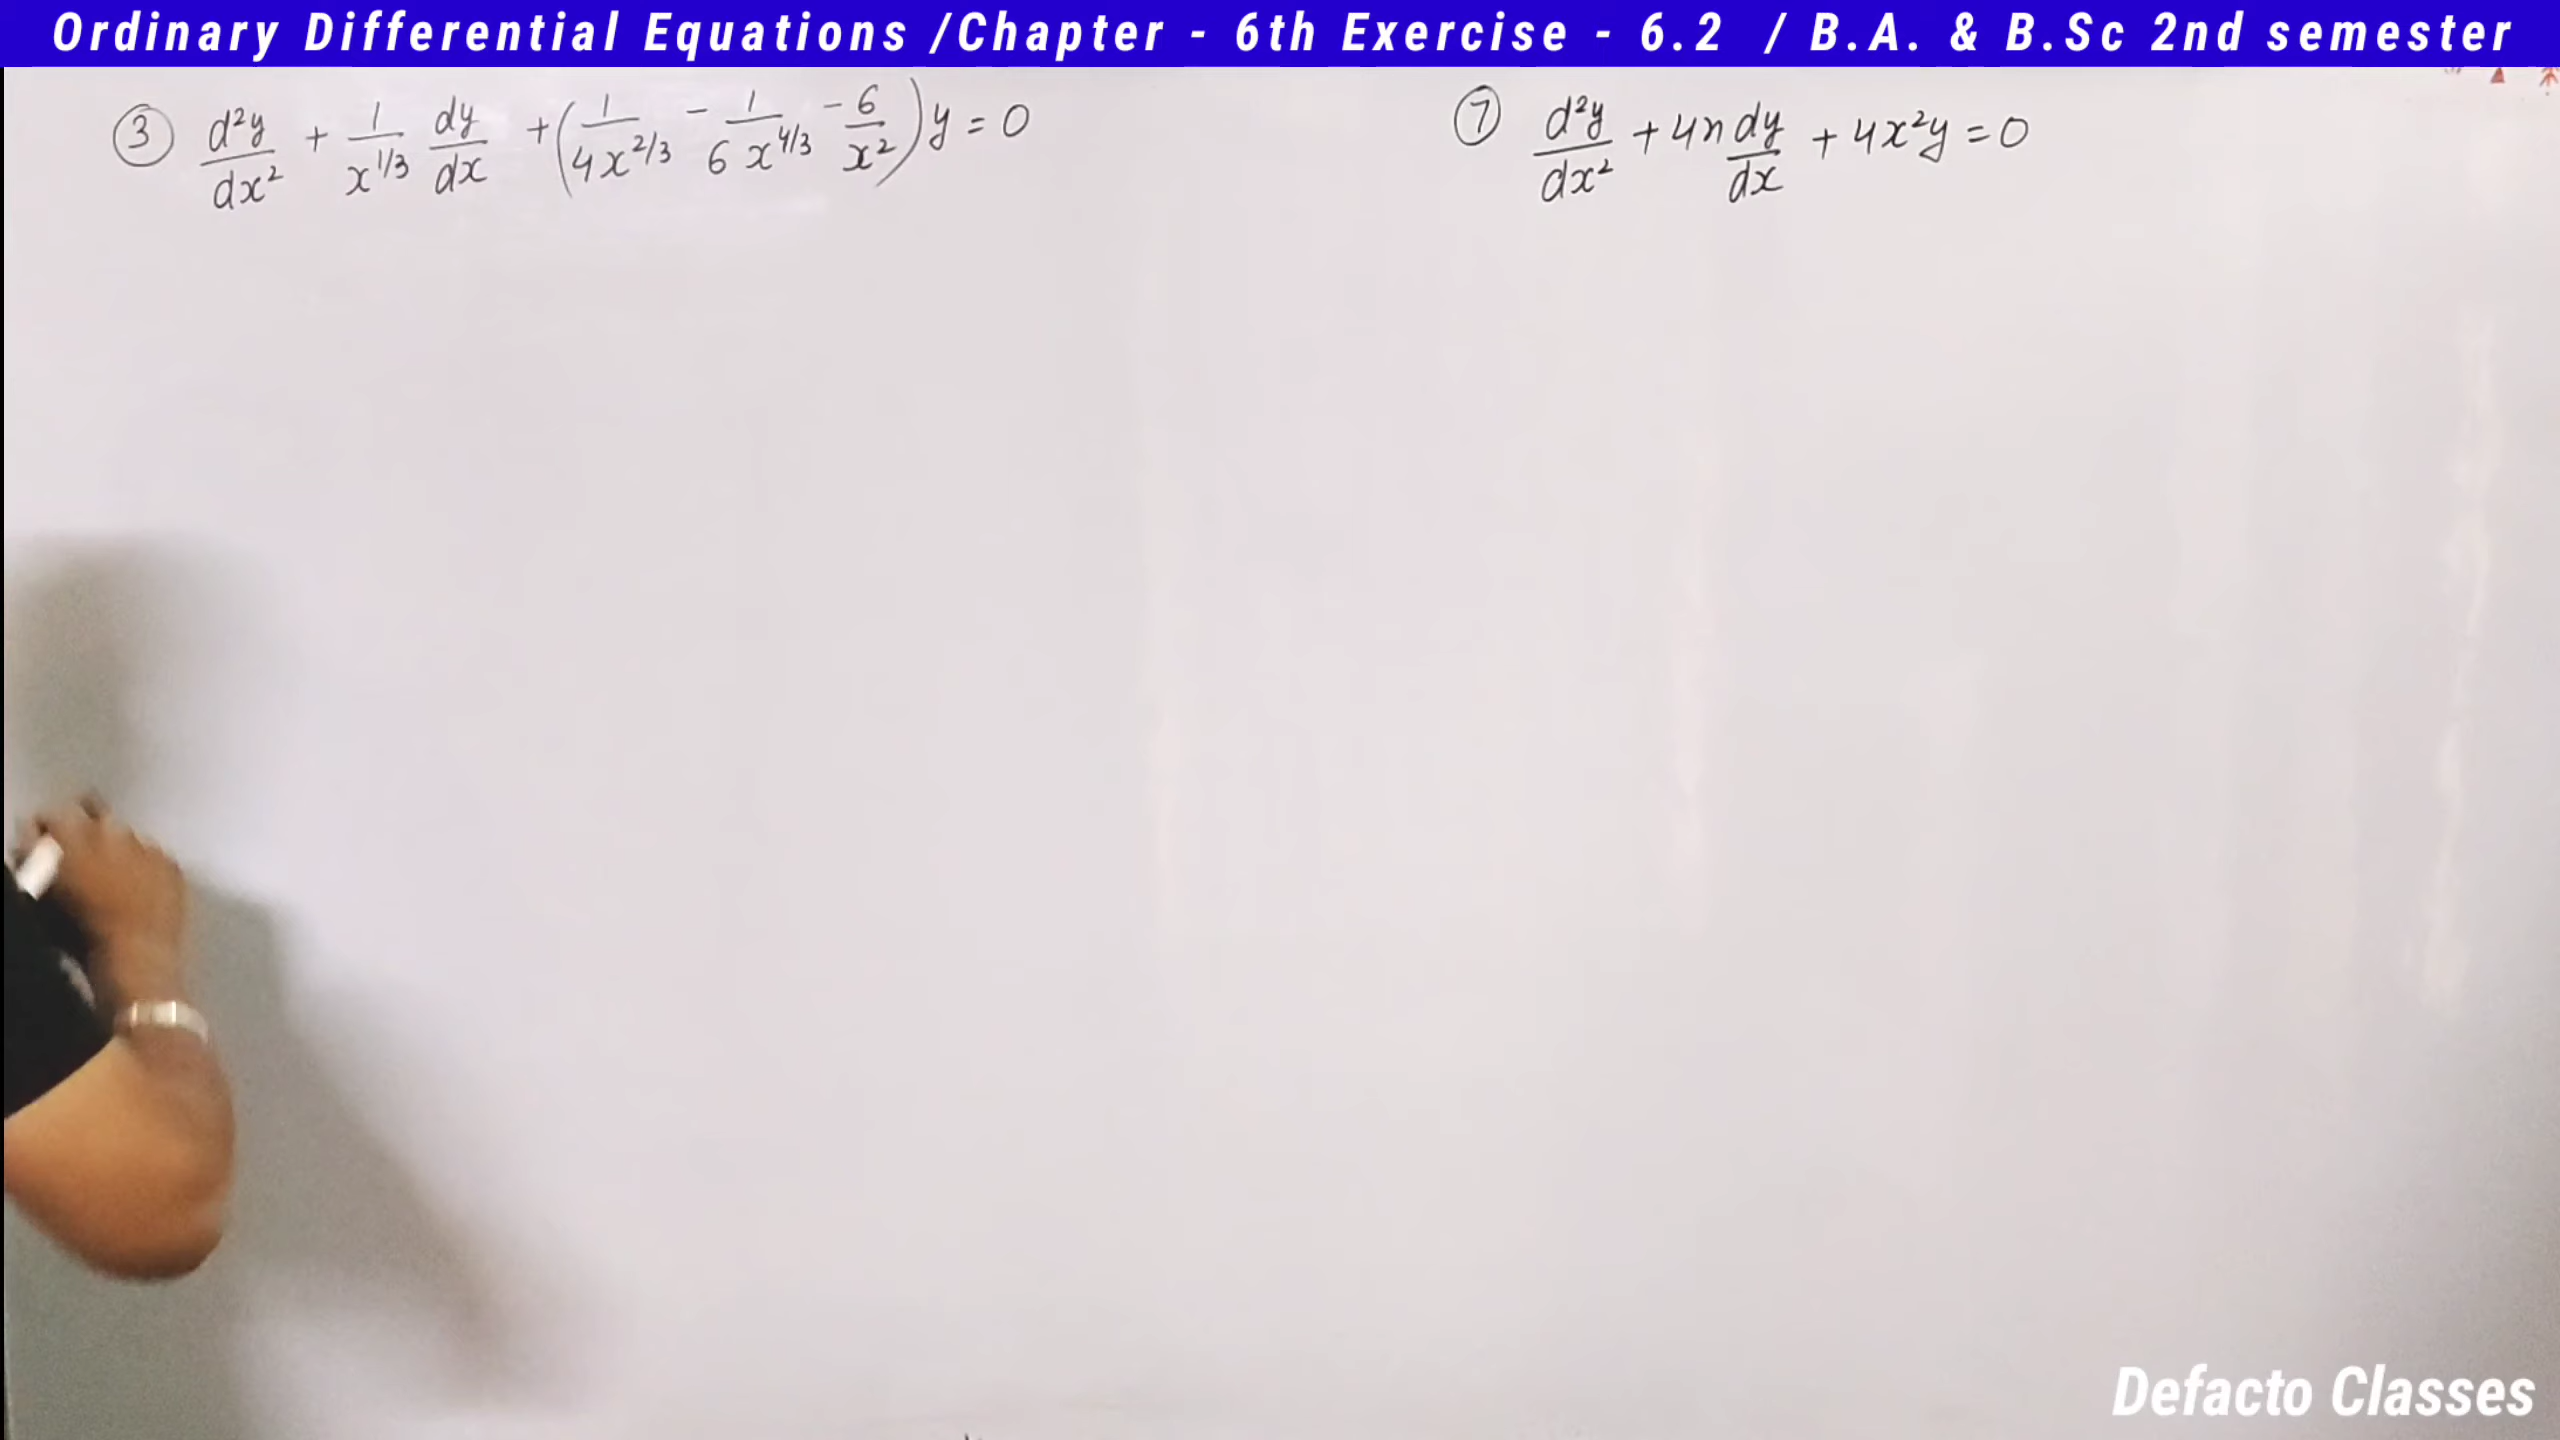 Ordinary Differential Equations /Chapter - 6th Exercise - 6.2 / B.A. & B.Sc 2nd semester
③ d²y/dx² + 1/x^1/3 dy/dx + (1/4x^2/3 - 1/6x^4/3 - 6/x²)y = 0
⑦ d²y/dx² + 4n dy/dx + 4x²y = 0
Defacto Classes